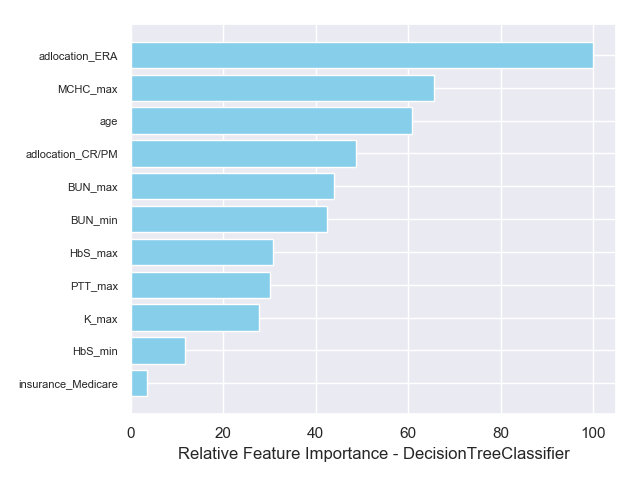 adlocation_ERA
MCHC_max
age
adlocation_CR/PM
BUN_max
BUN_min
HbS_max
PTT_max
K_max
HbS_min
insurance_Medicare
0 20 40 60 80 100
Relative Feature Importance - DecisionTreeClassifier